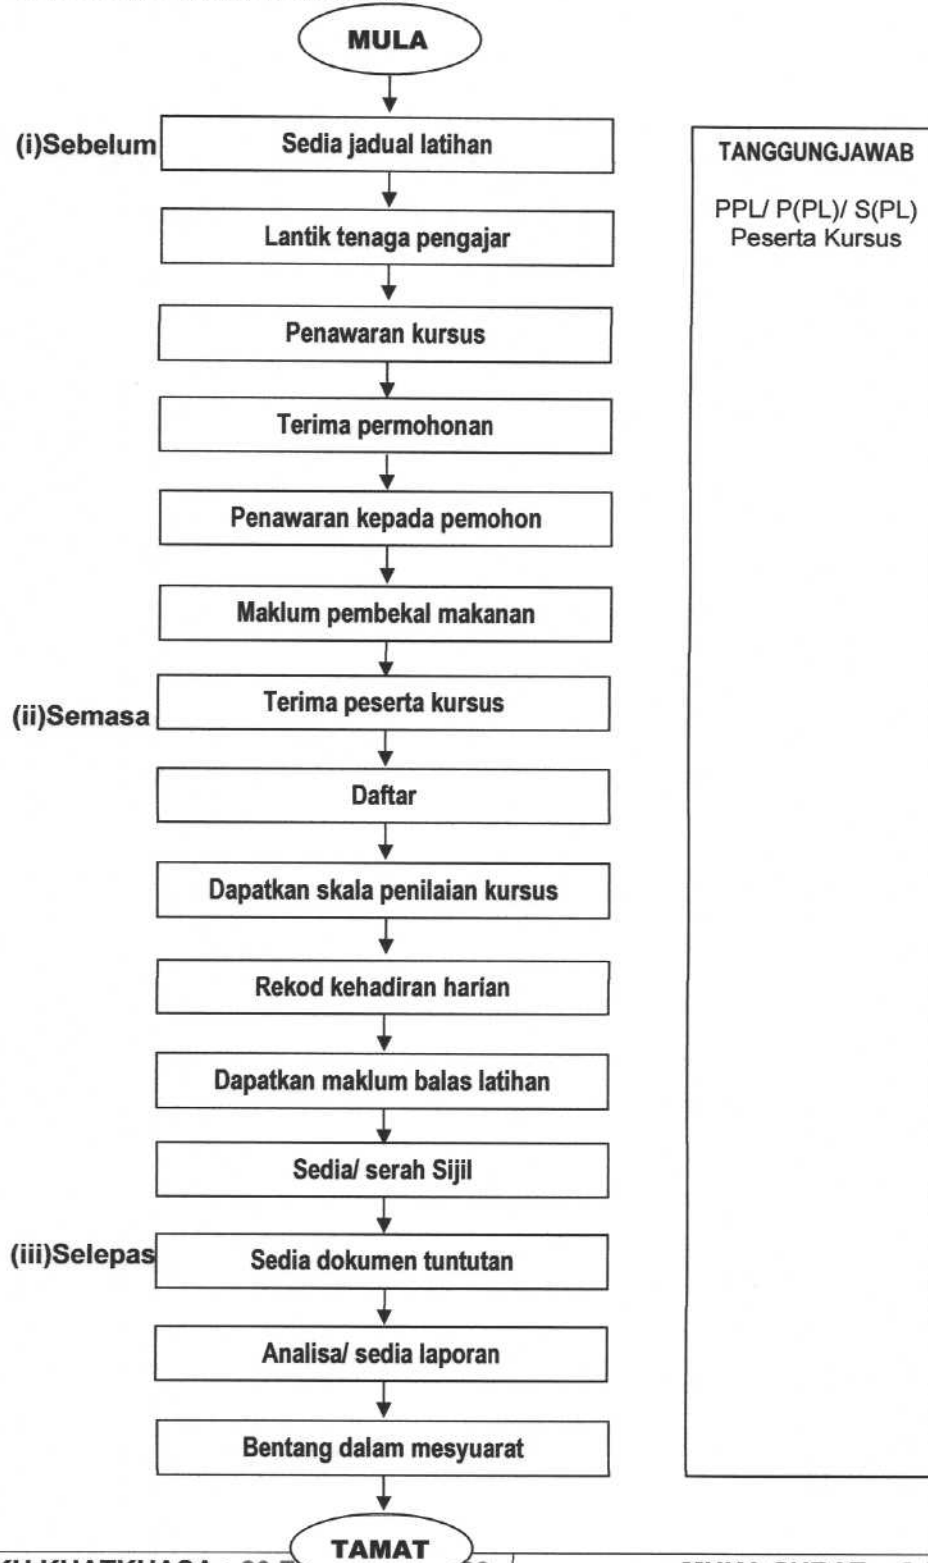 MULA
(i)Sebelum
Sedia jadual latihan
Lantik tenaga pengajar
Penawaran kursus
Terima permohonan
Penawaran kepada pemohon
Maklum pembekal makanan
(ii)Semasa
Terima peserta kursus
Daftar
Dapatkan skala penilaian kursus
Rekod kehadiran harian
Dapatkan maklum balas latihan
Sedia/ serah Sijil
(iii)Selepas
Sedia dokumen tuntutan
Analisa/ sedia laporan
Bentang dalam mesyuarat
TAMAT
TANGGUNGJAWAB
PPL/ P(PL)/ S(PL)
Peserta Kursus